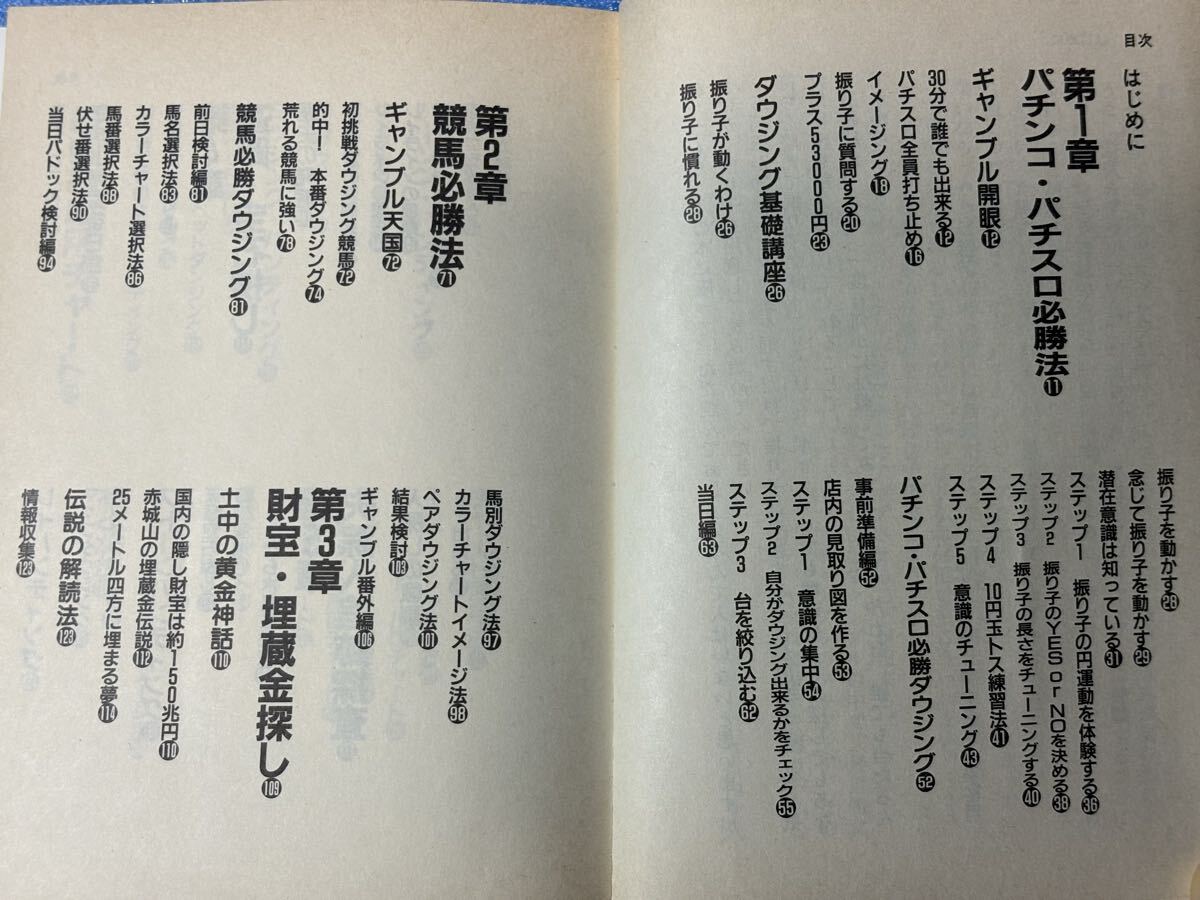 目次
はじめに
第1章
パチンコ・パチスロ必勝法11
ギャンブル開眼12
30分で誰でも出来る12
パチスロ全員打ち止め16
イメージング18
振り子に質問する20
プラス53000円23
ダウジング基礎講座26
振り子が動くわけ26
振り子に慣れる28
振り子を動かす28
念じて振り子を動かす29
潜在意識は知っている31
ステップ1 振り子の円運動を体験する36
ステップ2 振り子のYESorNOを決める38
ステップ3 振り子の長さをチューニングする40
ステップ4 10円玉トス練習法41
ステップ5 意識のチューニング43
パチンコ・パチスロ必勝ダウジング52
事前準備編52
店内の見取り図を作る53
ステップ1 意識の集中54
ステップ2 自分がダウジング出来るかをチェック55
ステップ3 台を絞り込む62
当日編63
第2章
競馬必勝法71
ギャンブル天国72
初挑戦ダウジング競馬72
的中! 本番ダウジング74
荒れる競馬に強い78
競馬必勝ダウジング81
前日検討編81
馬名選択法83
カラーチャート選択法86
馬番選択法88
伏せ番選択法90
当日パドック検討編94
馬別ダウジング法97
カラーチャートイメージ法98
ペアダウジング法101
結果検討103
ギャンブル番外編106
第3章
財宝・埋蔵金探し109
土中の黄金神話110
国内の隠し財宝は約150兆円110
赤城山の埋蔵金伝説112
25メートル四方に埋まる夢114
伝説の解読法123
情報収集123